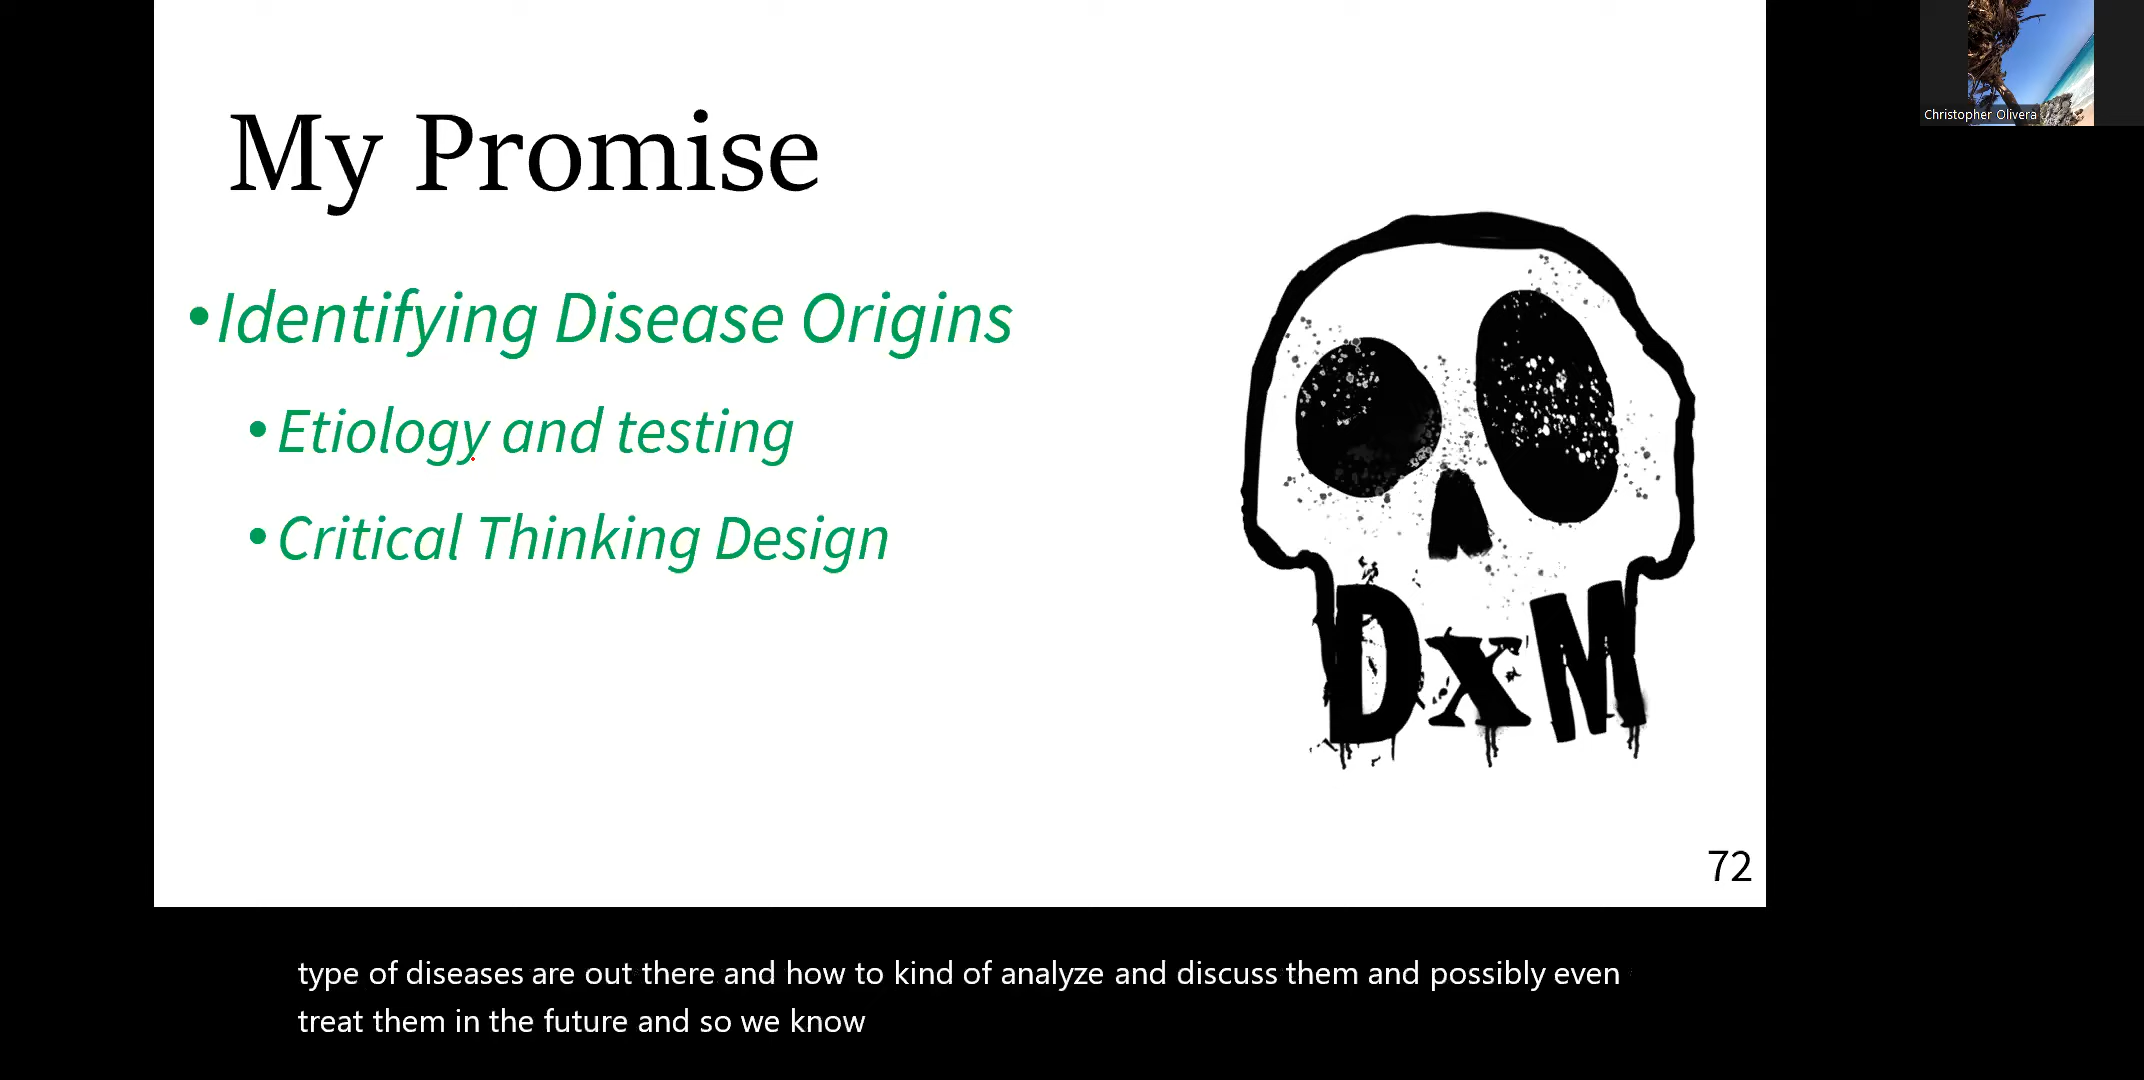 Christopher Olivera
My Promise
•Identifying Disease Origins
•Etiology and testing
•Critical Thinking Design
DxM
72
type of diseases are out there and how to kind of analyze and discuss them and possibly even
treat them in the future and so we know